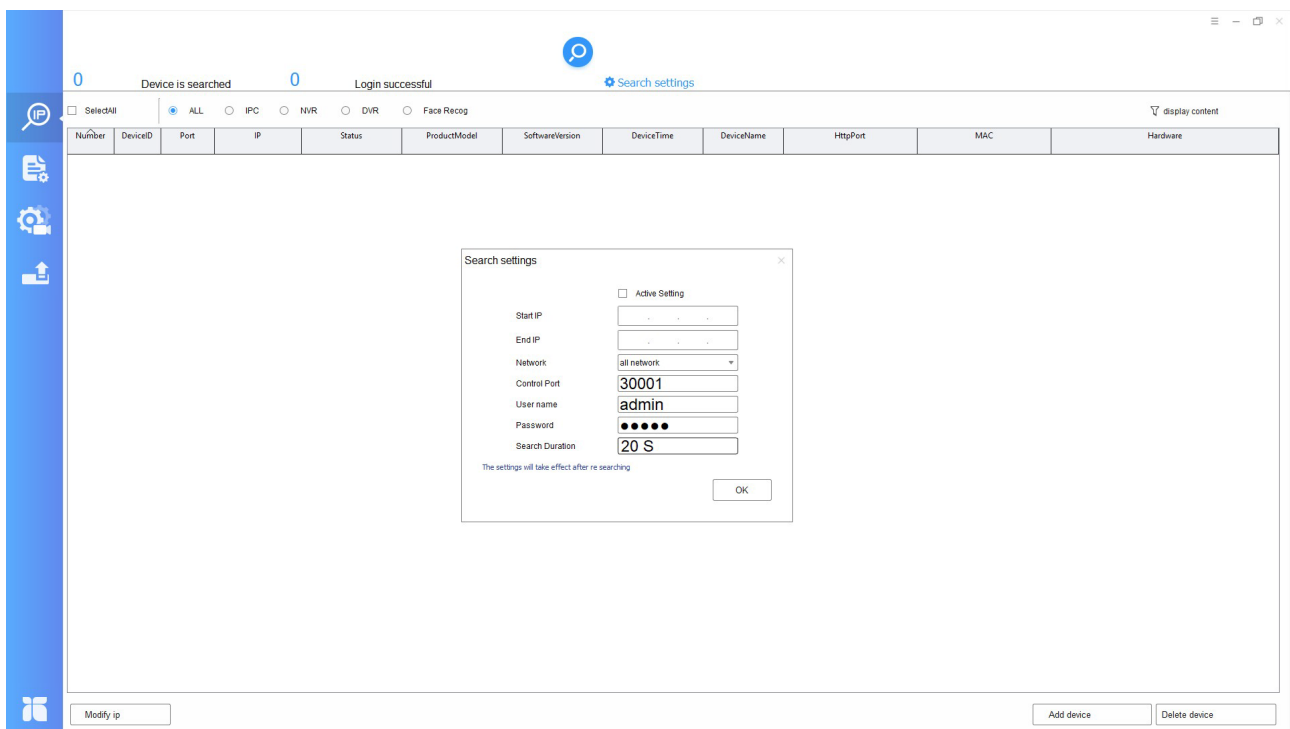 0 Device is searched 0 Login successful Search settings
IP SelectAll ALL IPC NVR DVR Face Recog display content
Number DeviceID Port IP Status ProductModel SoftwareVersion DeviceTime DeviceName HttpPort MAC Hardware
Search settings
Active Setting
Start IP . . .
End IP . . .
Network all network
Control Port 30001
User name admin
Password ●●●●●
Search Duration 20 S
The settings will take effect after re searching
OK
Modify ip Add device Delete device